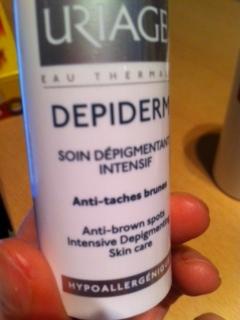 URIAGE
EAU THERMALE
DEPIDERM
SOIN DÉPIGMENTANT
INTENSIF
Anti-taches brunes
Anti-brown spots
Intensive Depigmenting
Skin care
HYPOALLERGÉNIQUE